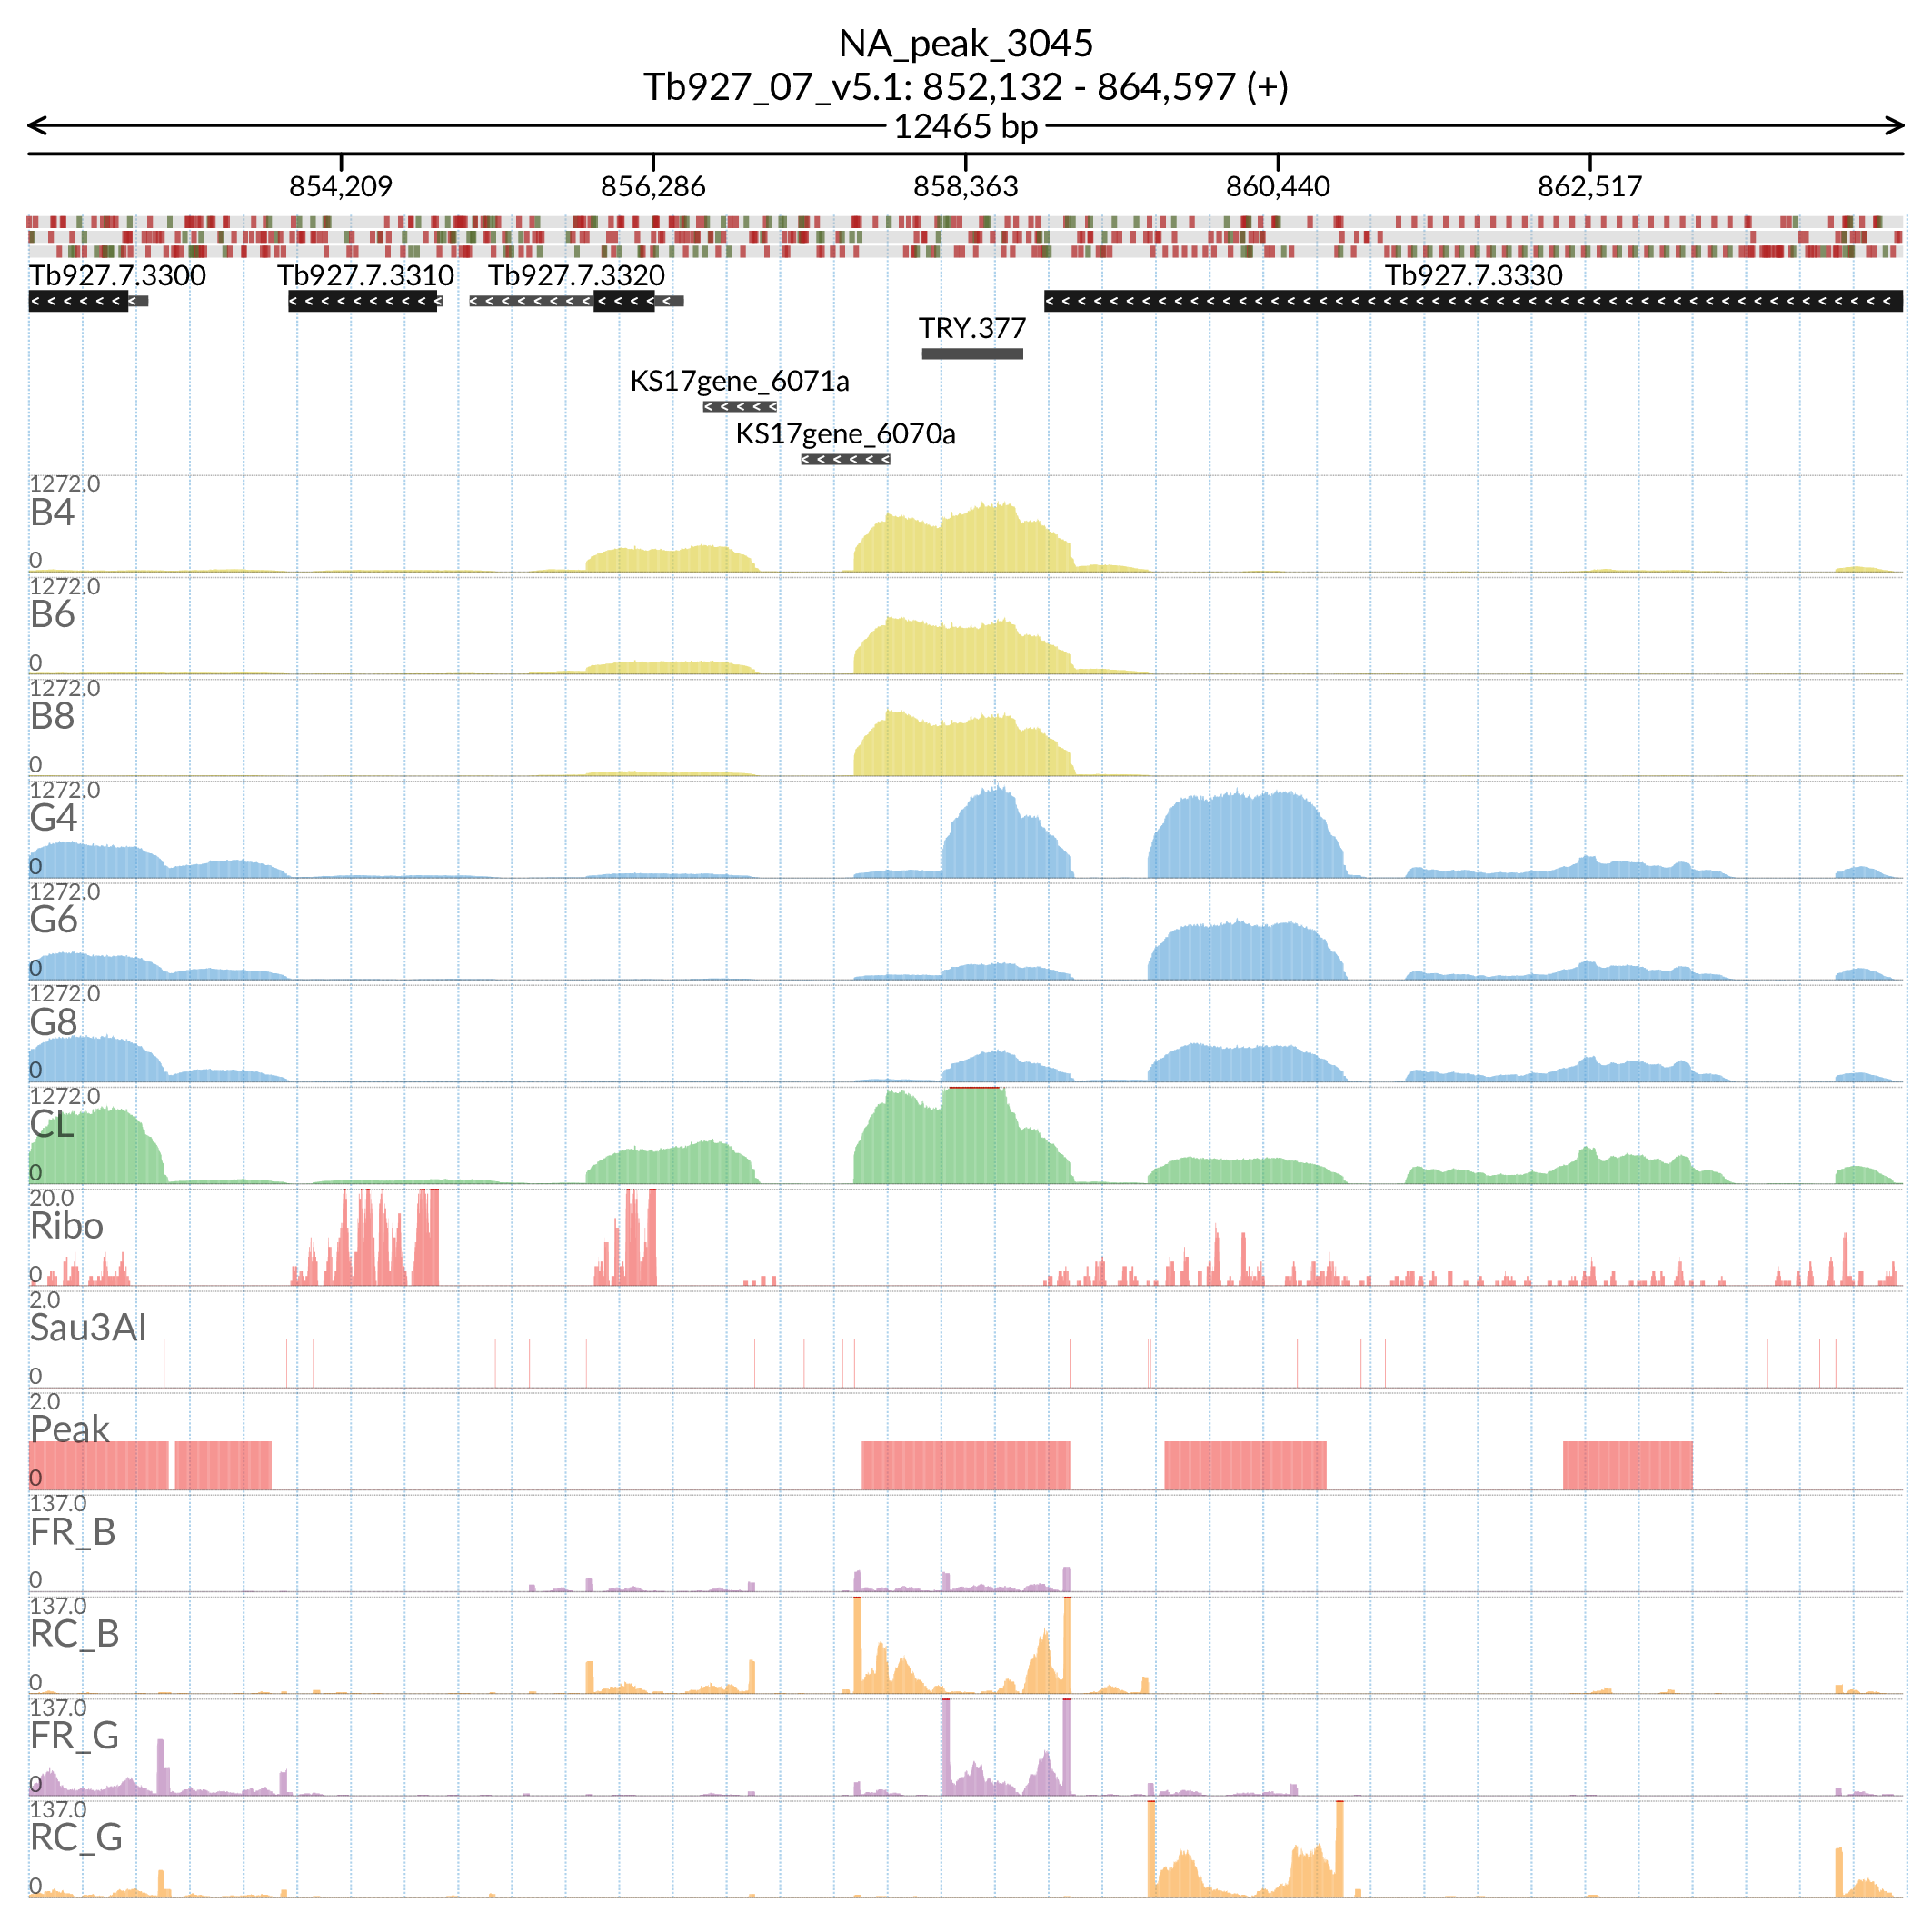 NA_peak_3045
Tb927_07_v5.1: 852,132 - 864,597 (+)
12465 bp
854,209 856,286 858,363 860,440 862,517
Tb927.7.3300 Tb927.7.3310 Tb927.7.3320 Tb927.7.3330
TRY.377
KS17gene_6071a
KS17gene_6070a
1272.0
B4
0
1272.0
B6
0
1272.0
B8
0
1272.0
G4
0
1272.0
G6
0
1272.0
G8
0
1272.0
CL
0
20.0
Ribo
0
2.0
Sau3AI
0
2.0
Peak
0
137.0
FR_B
0
137.0
RC_B
0
137.0
FR_G
0
137.0
RC_G
0